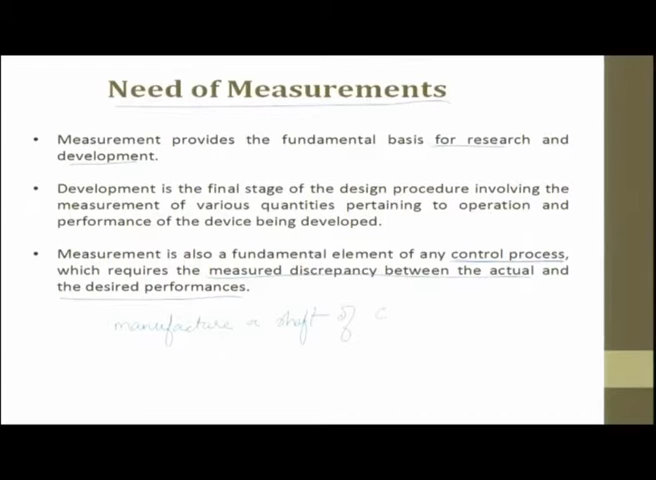 Need of Measurements
• Measurement provides the fundamental basis for research and
development.
• Development is the final stage of the design procedure involving the
measurement of various quantities pertaining to operation and
performance of the device being developed.
• Measurement is also a fundamental element of any control process,
which requires the measured discrepancy between the actual and
the desired performances.
manufacture a shaft of c